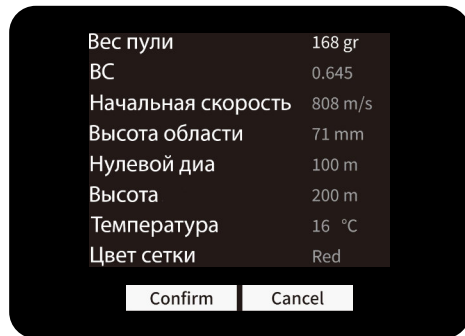 Вес пули 168 gr
BC 0.645
Начальная скорость 808 m/s
Высота области 71 mm
Нулевой диа 100 m
Высота 200 m
Температура 16 °C
Цвет сетки Red
Confirm Cancel